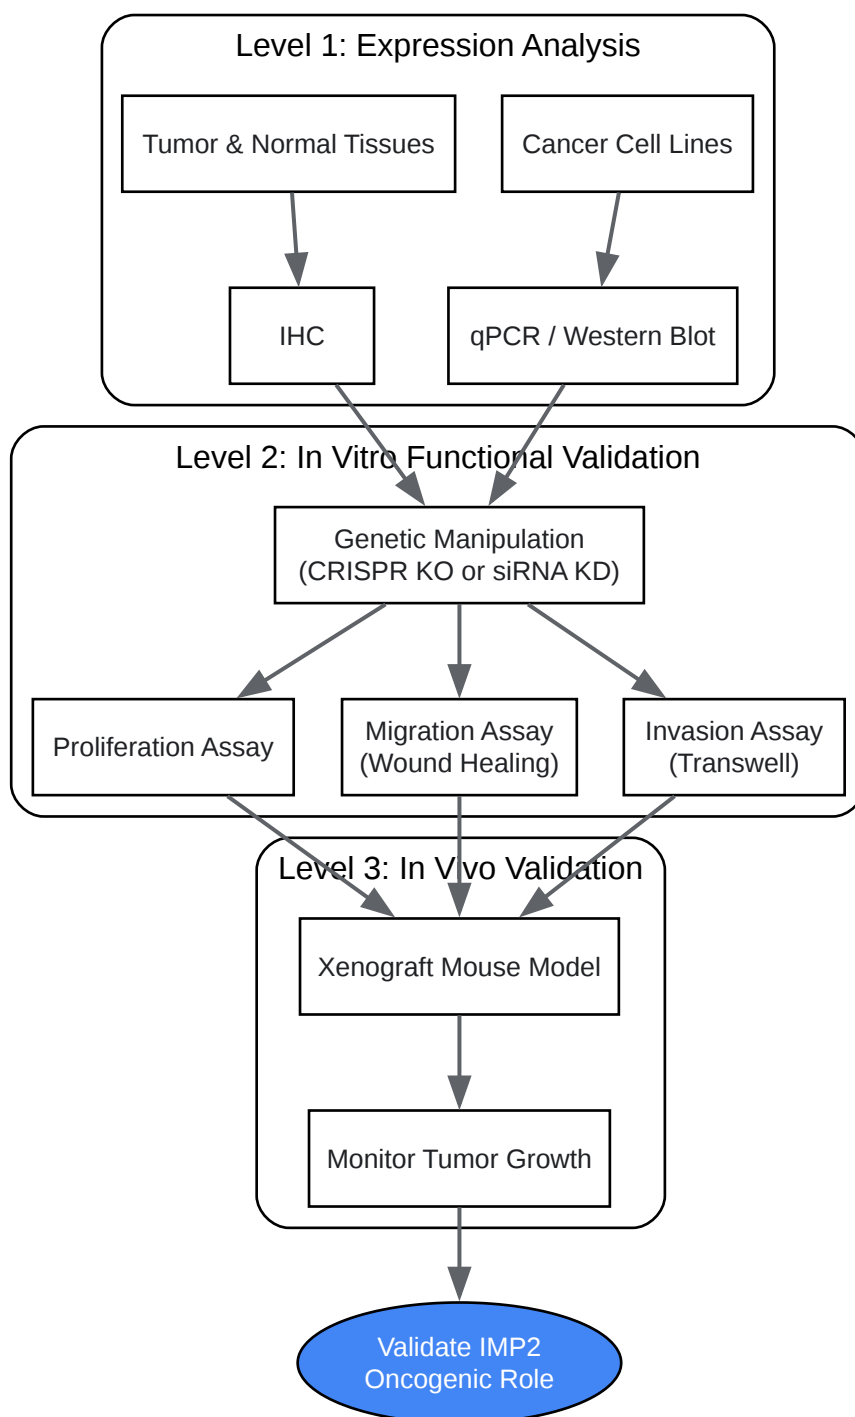 Level 1: Expression Analysis
Tumor & Normal Tissues
Cancer Cell Lines
IHC
qPCR / Western Blot
Level 2: In Vitro Functional Validation
Genetic Manipulation
(CRISPR KO or siRNA KD)
Proliferation Assay
Migration Assay
(Wound Healing)
Invasion Assay
(Transwell)
Level 3: In Vivo Validation
Xenograft Mouse Model
Monitor Tumor Growth
Validate IMP2
Oncogenic Role